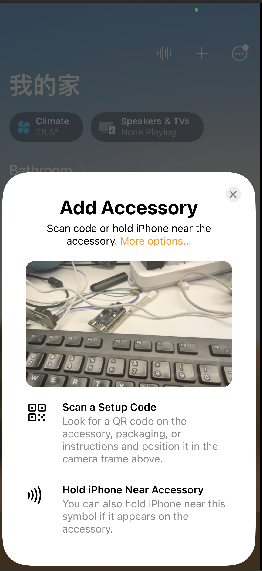 我的家
Climate
Speakers & TVs
None Playing
Bathroom
Add Accessory
Scan code or hold iPhone near the
accessory. More options...
W E R T Y
Scan a Setup Code
Look for a QR code on the
accessory, packaging, or
instructions and position it in the
camera frame above.
Hold iPhone Near Accessory
You can also hold iPhone near this
symbol if it appears on the
accessory.